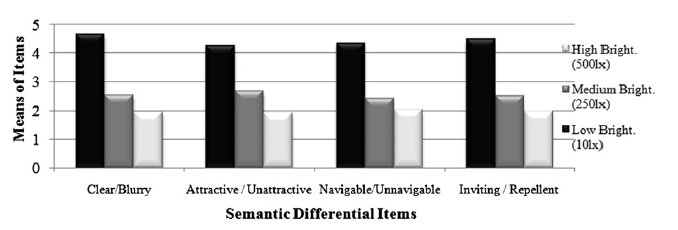 5
4
3
2
1
0
Means of Items
Clear/Blurry
Attractive / Unattractive
Navigable/Unnavigable
Inviting / Repellent
Semantic Differential Items
High Bright.
(500lx)
Medium Bright.
(250lx)
Low Bright.
(10lx)